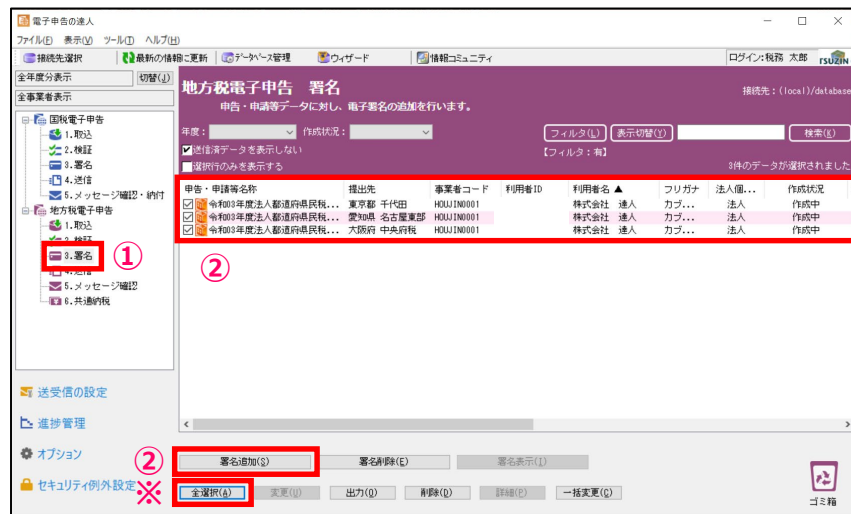 電子申告の達人
ファイル(F) 表示(V) ツール(T) ヘルプ(H)
接続先選択 最新の情報に更新 データベース管理 ウィザード 情報コミュニティ ログイン:税務 太郎 TSUZIN
全年度分表示 切替(J)
全事業者表示
国税電子申告
1.取込
2.検証
3.署名
4.送信
5.メッセージ確認・納付
地方税電子申告
1.取込
2.検証
3.署名
4.送信
5.メッセージ確認
6.共通納税
①
送受信の設定
進捗管理
オプション
セキュリティ例外設定
地方税電子申告 署名
申告・申請等データに対し、電子署名の追加を行います。
接続先:(local)/database
年度: 作成状況: フィルタ(L) 表示切替(Y) 検索(K)
送信済データを表示しない 【フィルタ:有】
選択行のみを表示する 3件のデータが選択されました
申告・申請等名称 提出先 事業者コード 利用者ID 利用者名 ▲ フリガナ 法人個... 作成状況
令和03年度法人都道府県民税... 東京都 千代田 HOUJIN0001 株式会社 達人 カブ... 法人 作成中
令和03年度法人都道府県民税... 愛知県 名古屋東部 HOUJIN0001 株式会社 達人 カブ... 法人 作成中
令和03年度法人都道府県民税... 大阪府 中央府税 HOUJIN0001 株式会社 達人 カブ... 法人 作成中
②
② 署名追加(S) 署名削除(E) 署名表示(I)
※ 全選択(A) 変更(U) 出力(O) 削除(D) 詳細(P) 一括変更(C)
ゴミ箱